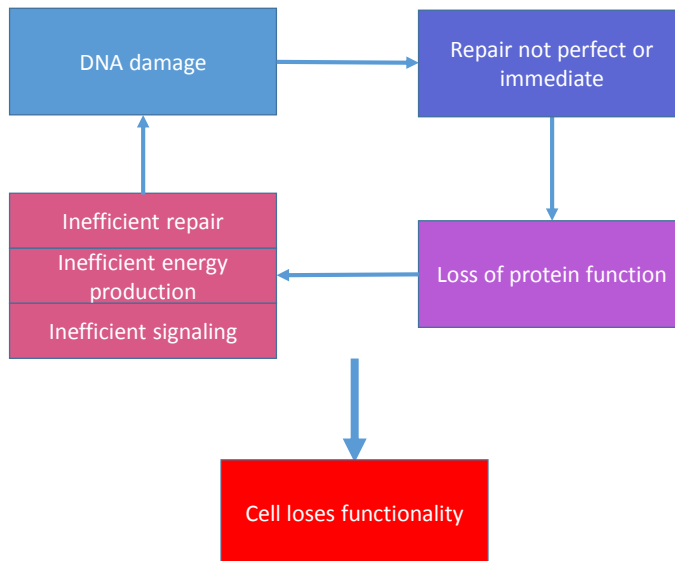 DNA damage
Repair not perfect or
immediate
Inefficient repair
Inefficient energy
production
Inefficient signaling
Loss of protein function
Cell loses functionality